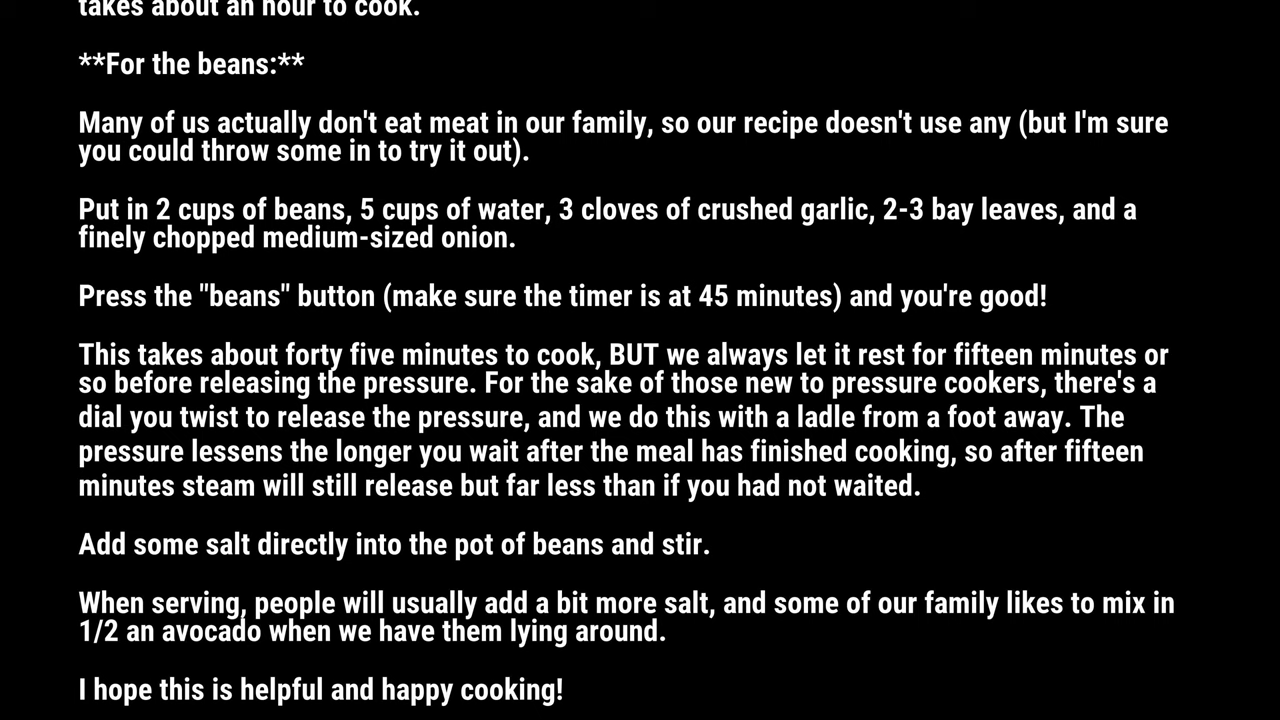 takes about an hour to cook.
**For the beans:**
Many of us actually don't eat meat in our family, so our recipe doesn't use any (but I'm sure
you could throw some in to try it out).
Put in 2 cups of beans, 5 cups of water, 3 cloves of crushed garlic, 2-3 bay leaves, and a
finely chopped medium-sized onion.
Press the "beans" button (make sure the timer is at 45 minutes) and you're good!
This takes about forty five minutes to cook, BUT we always let it rest for fifteen minutes or
so before releasing the pressure. For the sake of those new to pressure cookers, there's a
dial you twist to release the pressure, and we do this with a ladle from a foot away. The
pressure lessens the longer you wait after the meal has finished cooking, so after fifteen
minutes steam will still release but far less than if you had not waited.
Add some salt directly into the pot of beans and stir.
When serving, people will usually add a bit more salt, and some of our family likes to mix in
1/2 an avocado when we have them lying around.
I hope this is helpful and happy cooking!